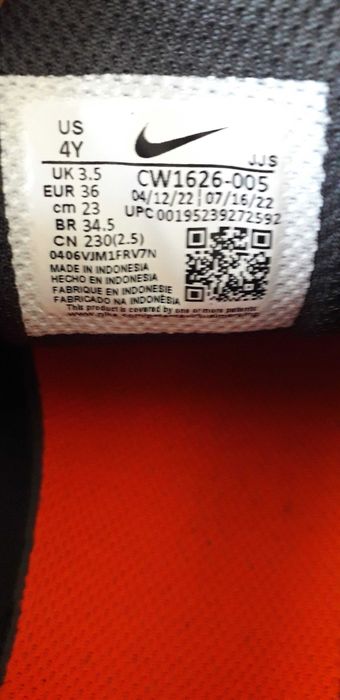 US
4Y
JJS
UK 3.5
EUR 36
cm 23
BR 34.5
CN 230(2.5)
CW1626-005
04/12/22 07/16/22
UPC 00195239272592
0406VJM1FRV7N
MADE IN INDONESIA
HECHO EN INDONESIA
FABRIQUE EN INDONESIE
FABRICADO NA INDONÉSIA
This product is covered by one or more patents